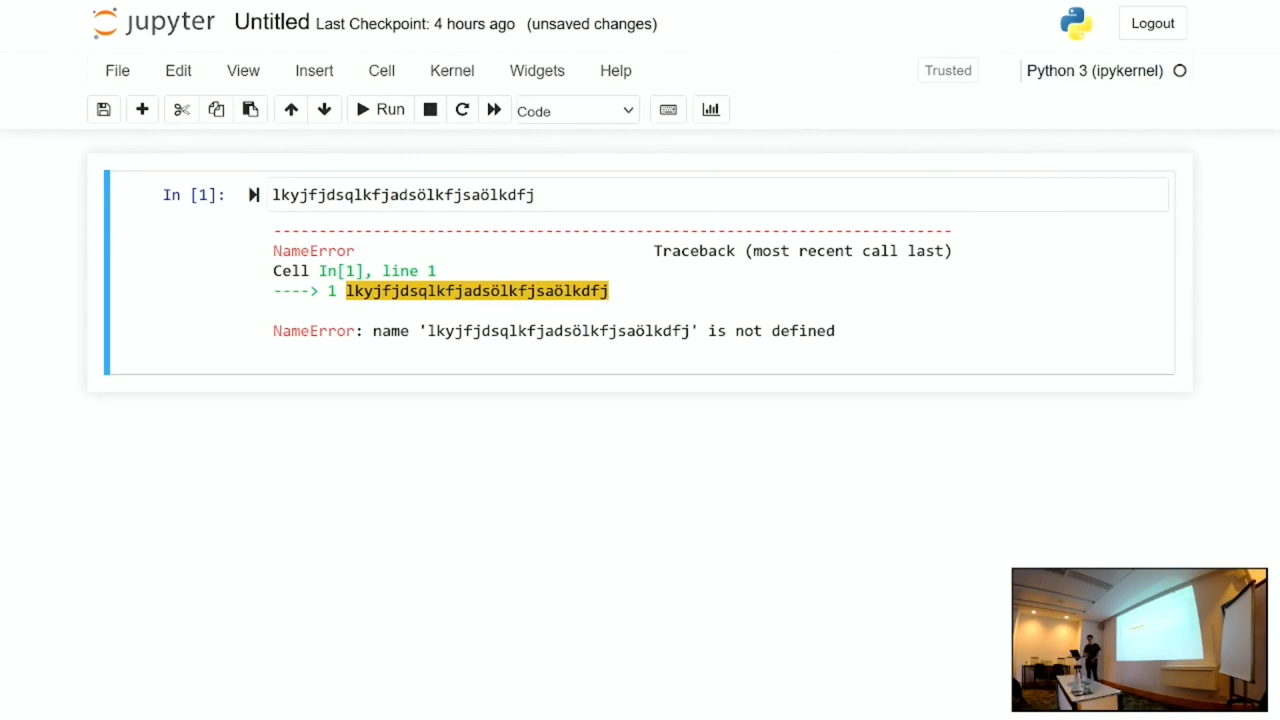 jupyter Untitled Last Checkpoint: 4 hours ago (unsaved changes) Logout
File Edit View Insert Cell Kernel Widgets Help Trusted Python 3 (ipykernel)
Run Code
In [1]: lkyjfjdsqlkfjadsölkfjsaölkdfj
---------------------------------------------------------------------------
NameError Traceback (most recent call last)
Cell In[1], line 1
----> 1 lkyjfjdsqlkfjadsölkfjsaölkdfj
NameError: name 'lkyjfjdsqlkfjadsölkfjsaölkdfj' is not defined